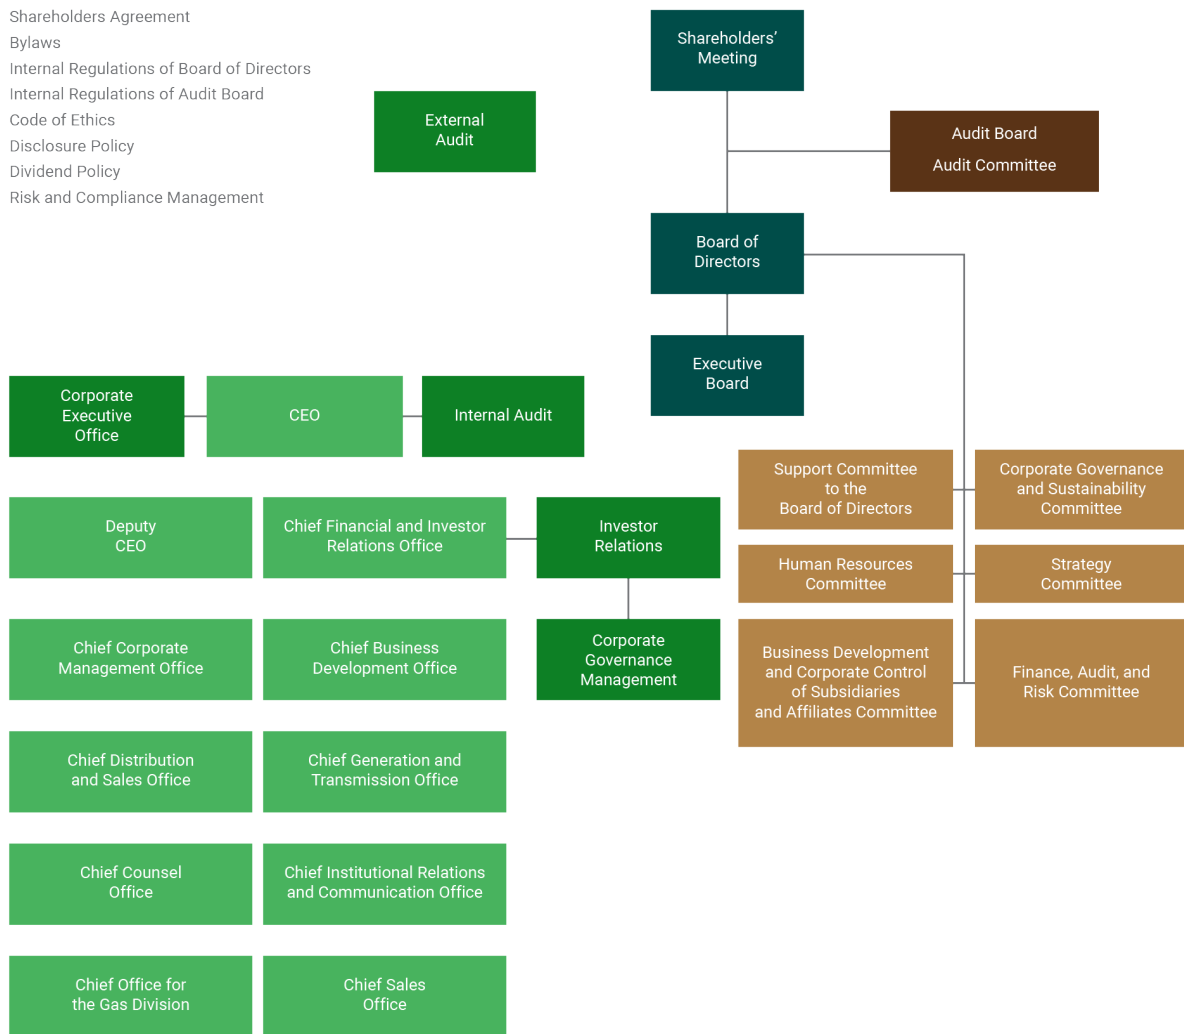 Shareholders Agreement
Bylaws
Internal Regulations of Board of Directors
Internal Regulations of Audit Board
Code of Ethics
Disclosure Policy
Dividend Policy
Risk and Compliance Management
External
Audit
Shareholders’
Meeting
Audit Board
Audit Committee
Board of
Directors
Executive
Board
Corporate
Executive
Office
CEO
Internal Audit
Deputy
CEO
Chief Financial and Investor
Relations Office
Investor
Relations
Chief Corporate
Management Office
Chief Business
Development Office
Corporate
Governance
Management
Chief Distribution
and Sales Office
Chief Generation and
Transmission Office
Chief Counsel
Office
Chief Institutional Relations
and Communication Office
Chief Office for
the Gas Division
Chief Sales
Office
Support Committee
to the
Board of Directors
Corporate Governance
and Sustainability
Committee
Human Resources
Committee
Strategy
Committee
Business Development
and Corporate Control
of Subsidiaries
and Affiliates Committee
Finance, Audit, and
Risk Committee